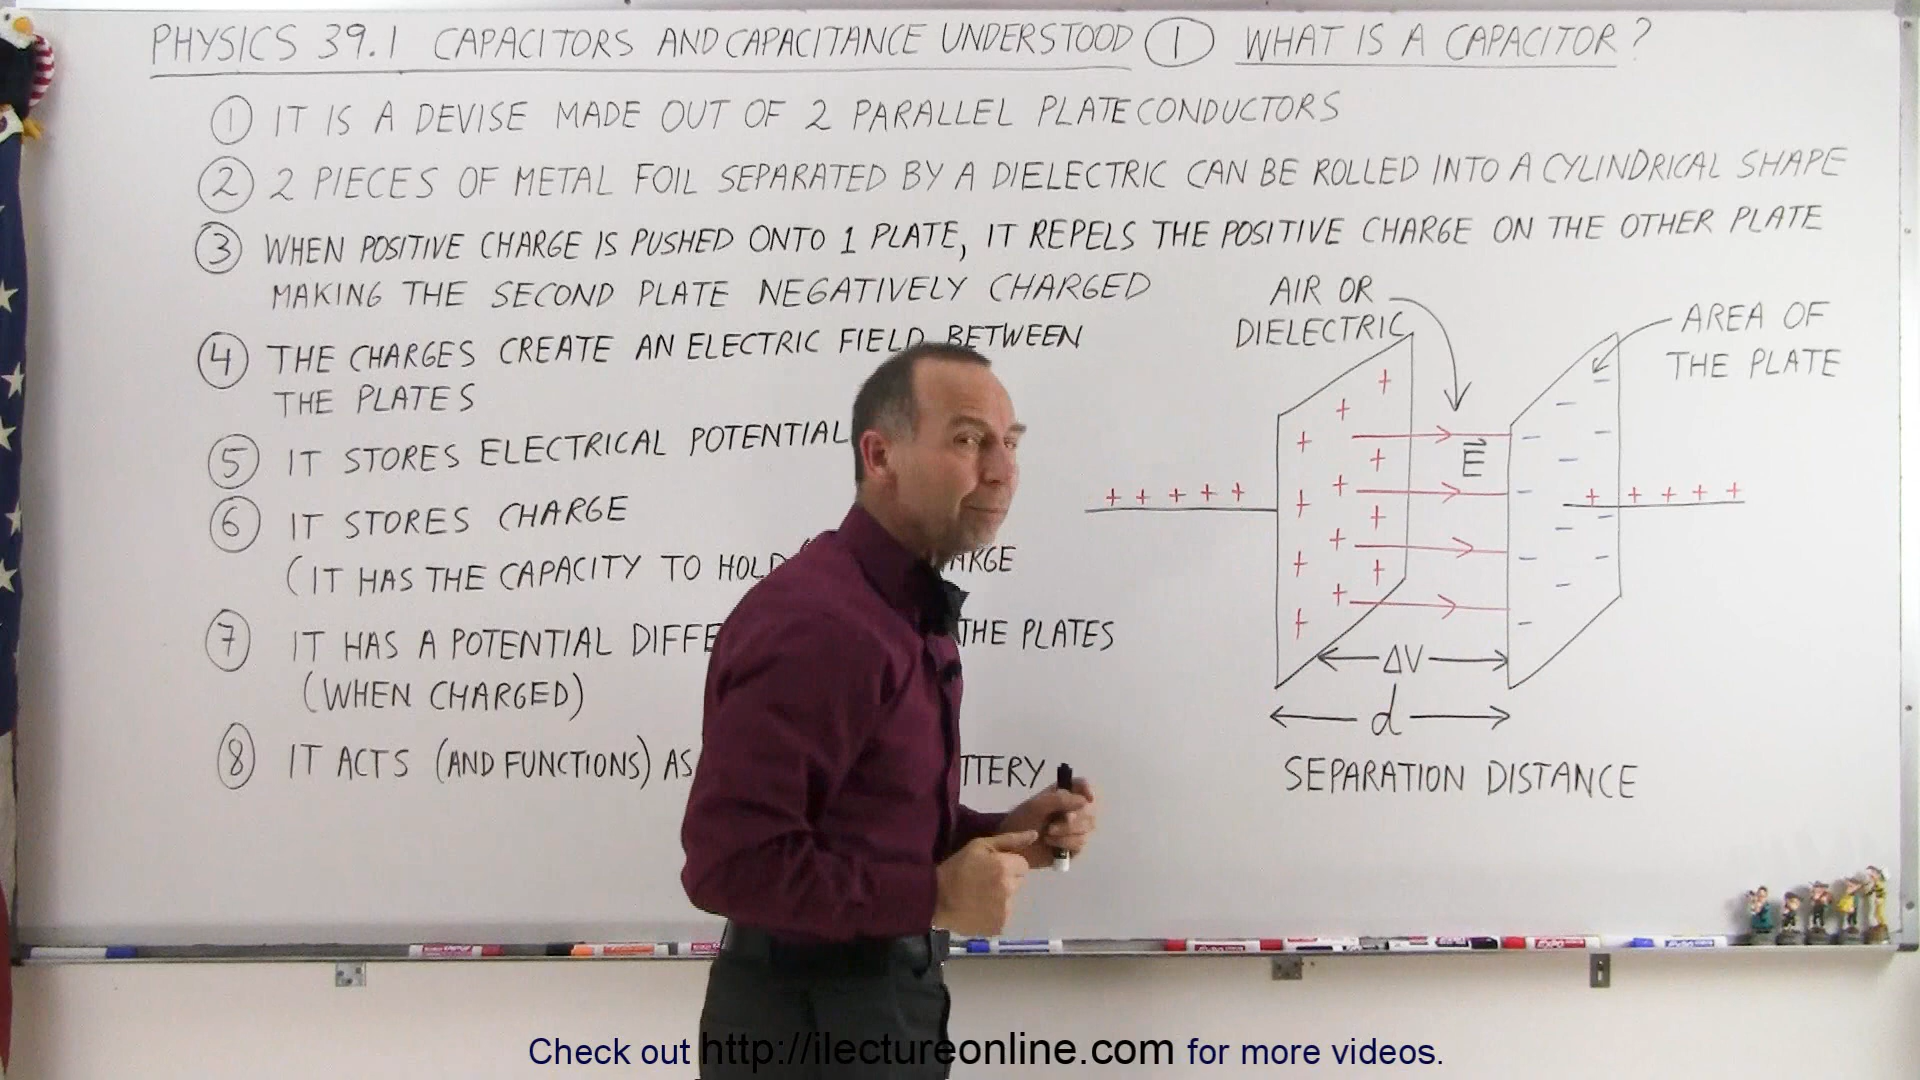 PHYSICS 39.1 CAPACITORS AND CAPACITANCE UNDERSTOOD ① WHAT IS A CAPACITOR?
① IT IS A DEVISE MADE OUT OF 2 PARALLEL PLATE CONDUCTORS
② 2 PIECES OF METAL FOIL SEPARATED BY A DIELECTRIC CAN BE ROLLED INTO A CYLINDRICAL SHAPE
③ WHEN POSITIVE CHARGE IS PUSHED ONTO 1 PLATE, IT REPELS THE POSITIVE CHARGE ON THE OTHER PLATE
MAKING THE SECOND PLATE NEGATIVELY CHARGED
④ THE CHARGES CREATE AN ELECTRIC FIELD BETWEEN
THE PLATES
⑤ IT STORES ELECTRICAL POTENTIAL
⑥ IT STORES CHARGE
(IT HAS THE CAPACITY TO HOLD
⑦ IT HAS A POTENTIAL THE PLATES
(WHEN CHARGED)
⑧ IT ACTS (AND FUNCTIONS) AS
AIR OR
DIELECTRIC
AREA OF
THE PLATE
E⃗
+ + + + +
+ + + + +
ΔV
d
SEPARATION DISTANCE
Check out http://ilectureonline.com for more videos.